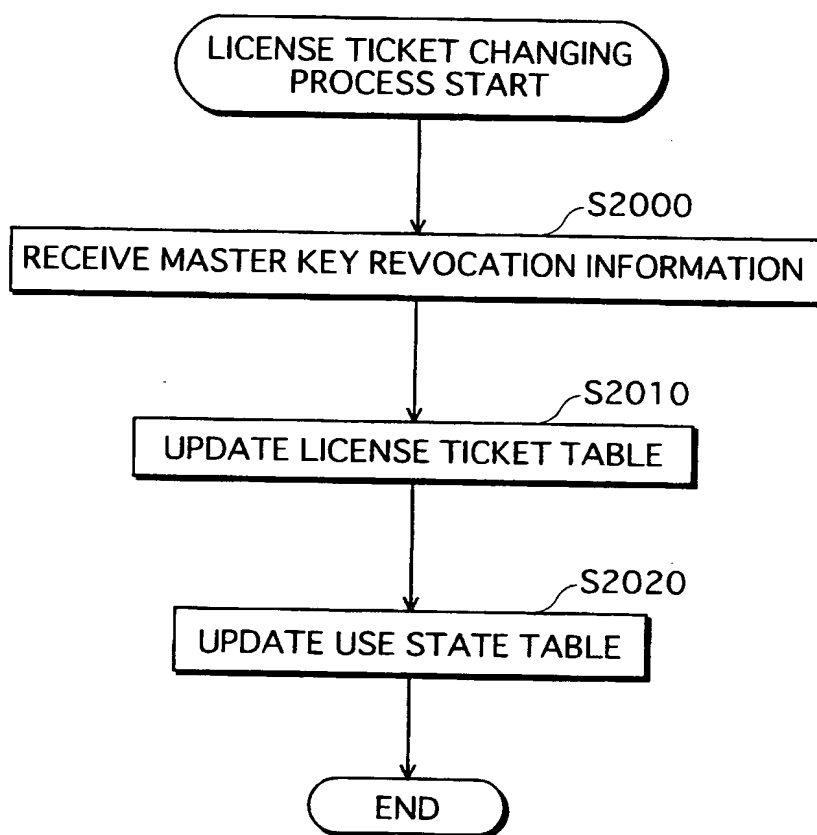 LICENSE TICKET CHANGING
PROCESS START
S2000
RECEIVE MASTER KEY REVOCATION INFORMATION
S2010
UPDATE LICENSE TICKET TABLE
S2020
UPDATE USE STATE TABLE
END